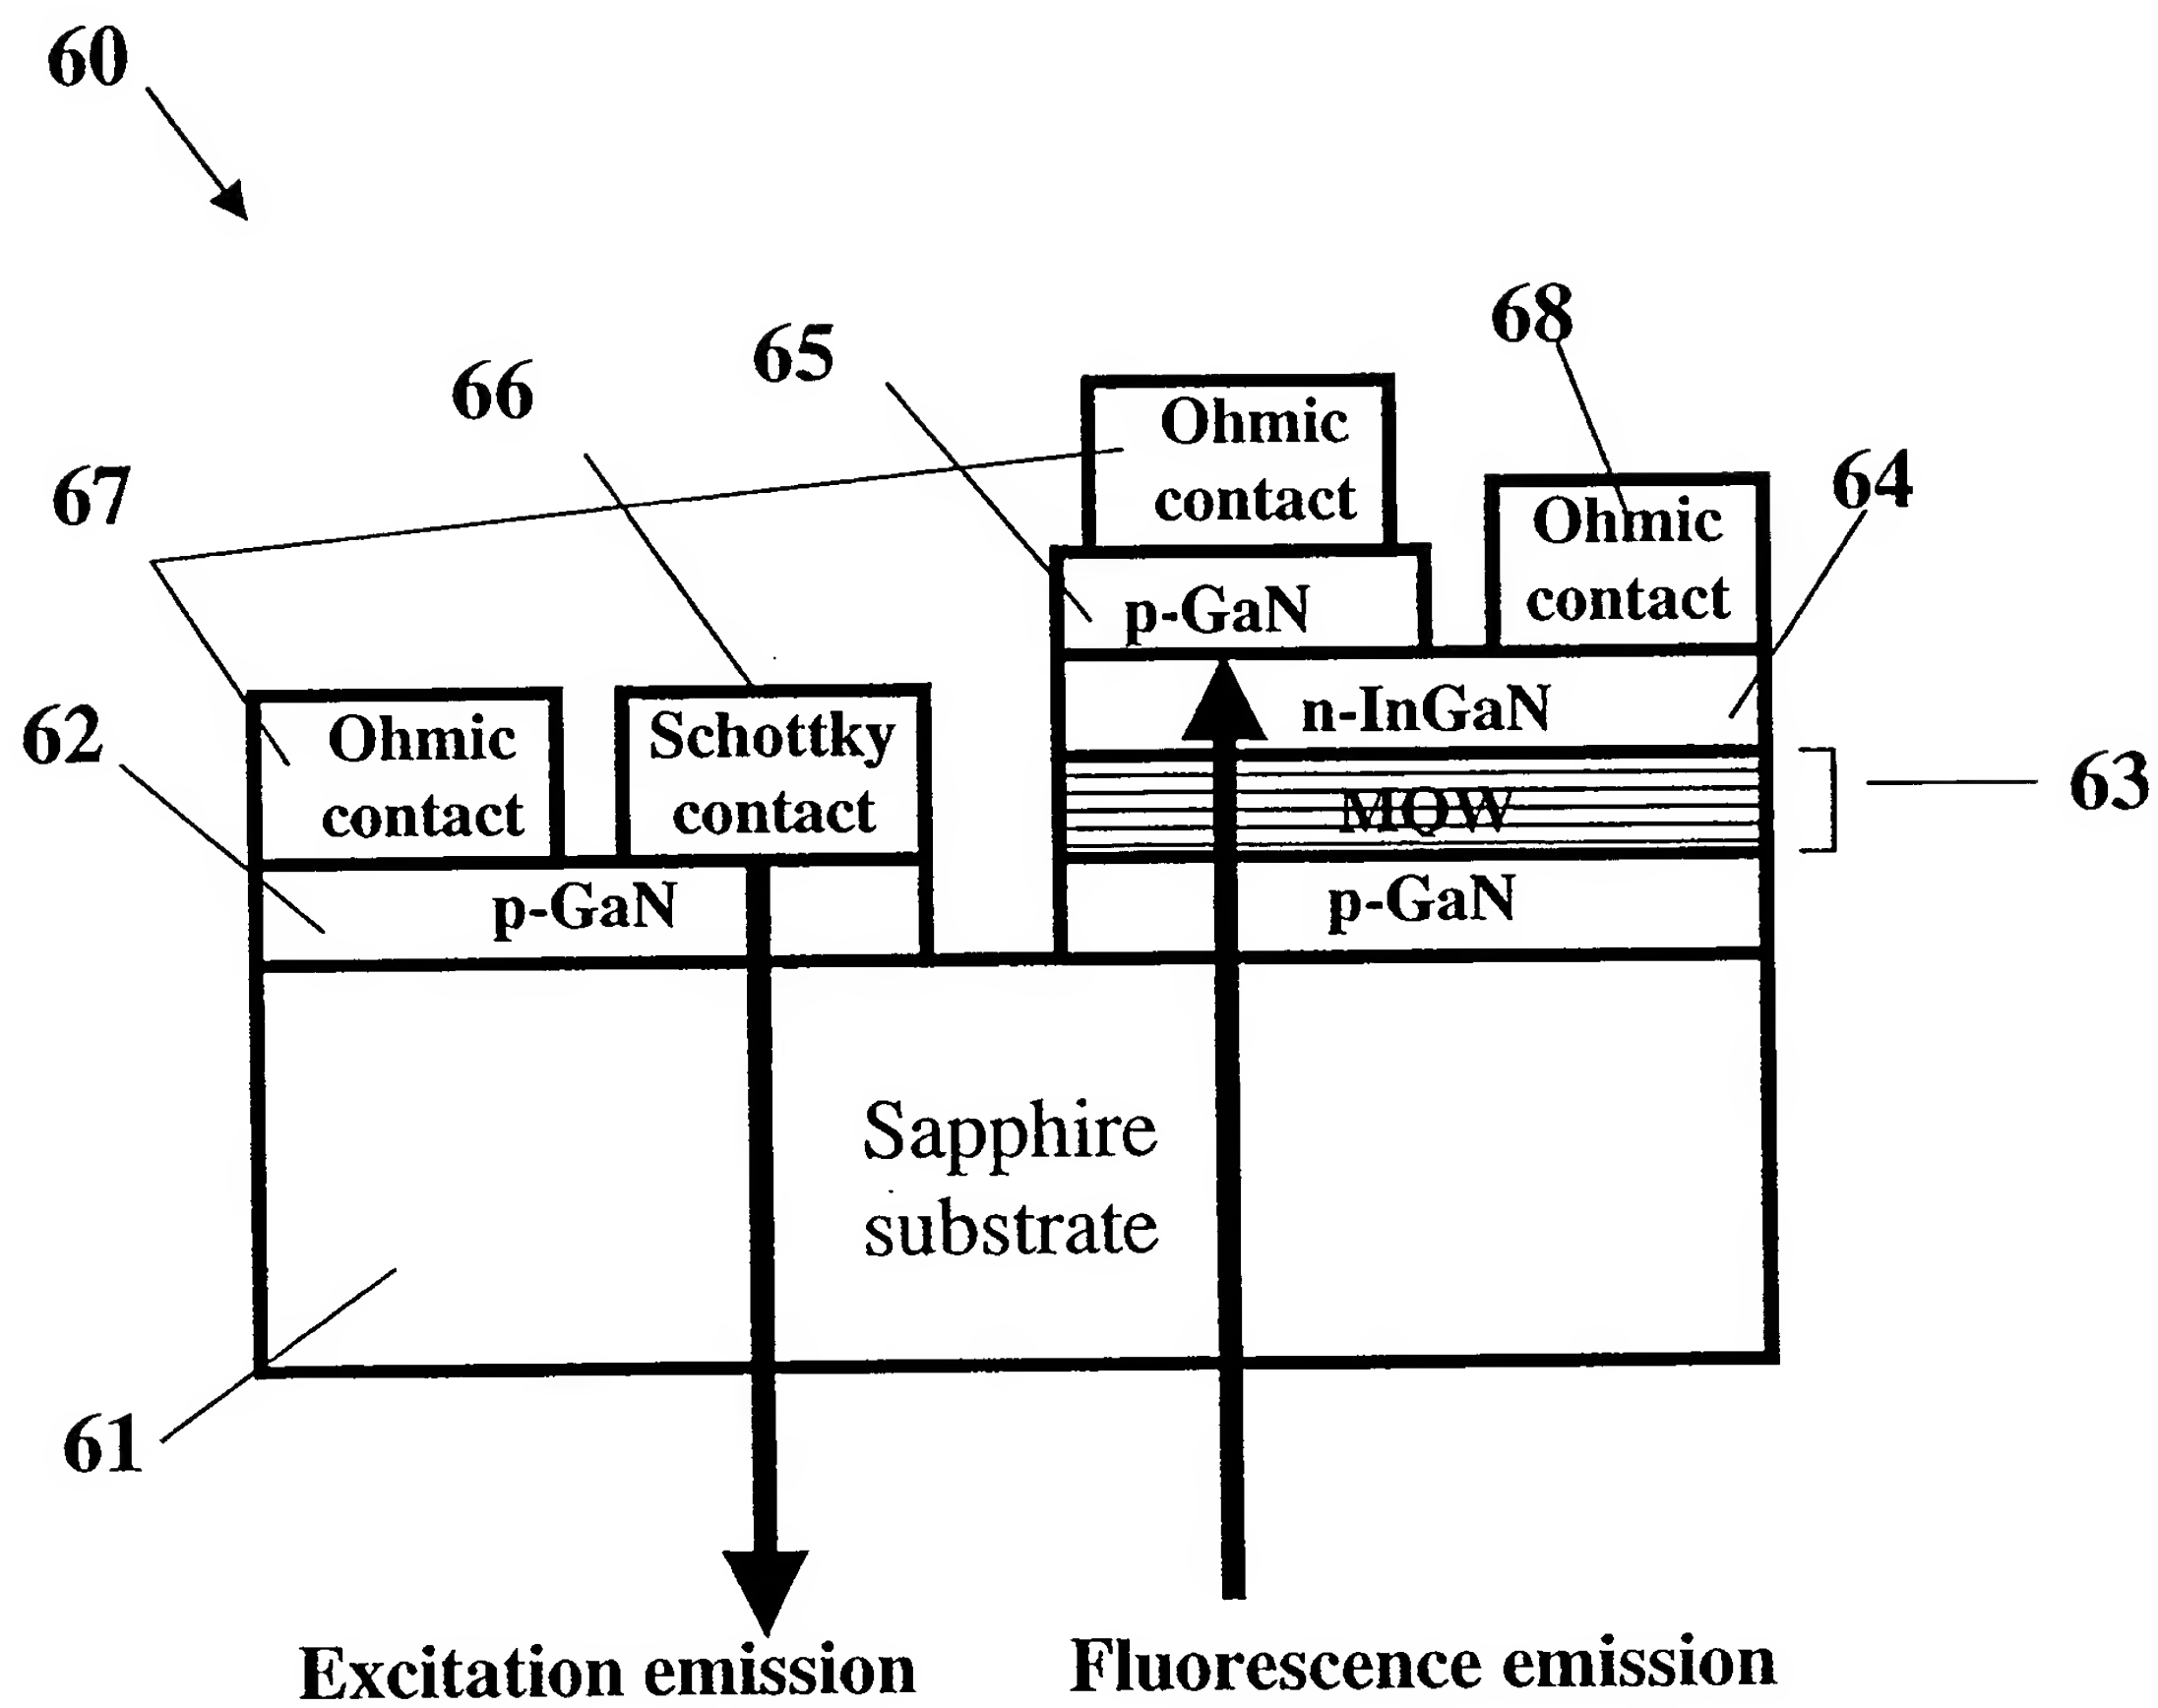 60
68
65
66
Ohmic
contact
64
67
Ohmic
contact
p-GaN
62
Ohmic
contact
Schottky
contact
n-InGaN
MQW
63
p-GaN
p-GaN
Sapphire
substrate
61
Excitation emission
Fluorescence emission